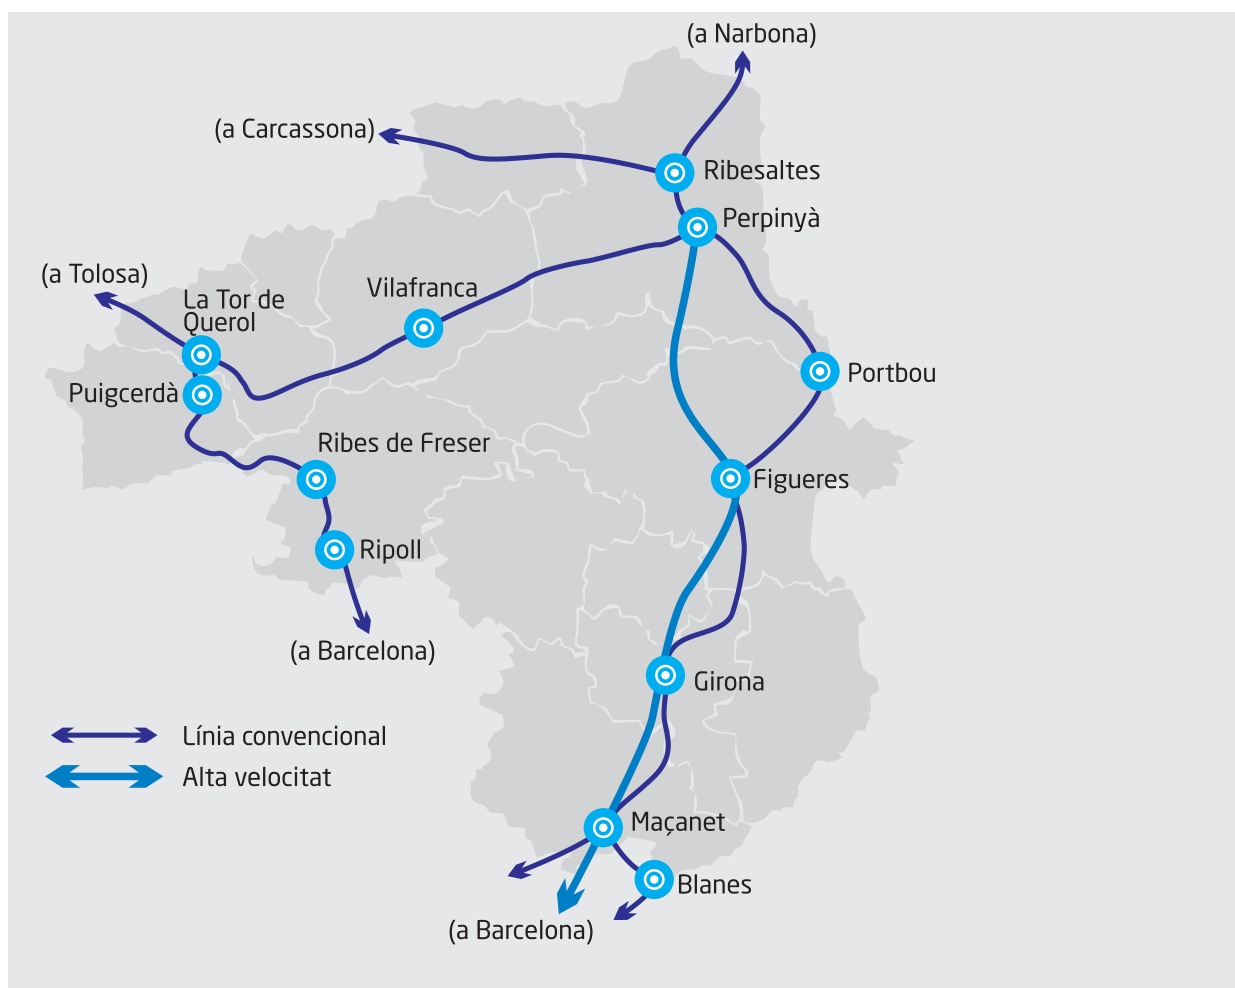 (a Narbona)
(a Carcassona)
Ribesaltes
Perpinyà
(a Tolosa)
La Tor de
Querol
Vilafranca
Puigcerdà
Portbou
Ribes de Freser
Figueres
Ripoll
(a Barcelona)
Girona
Línia convencional
Alta velocitat
Maçanet
Blanes
(a Barcelona)